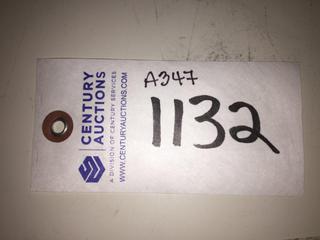 CENTURY
AUCTIONS
A DIVISION OF CENTURY SERVICES
WWW.CENTURYAUCTIONS.COM
A347
1132